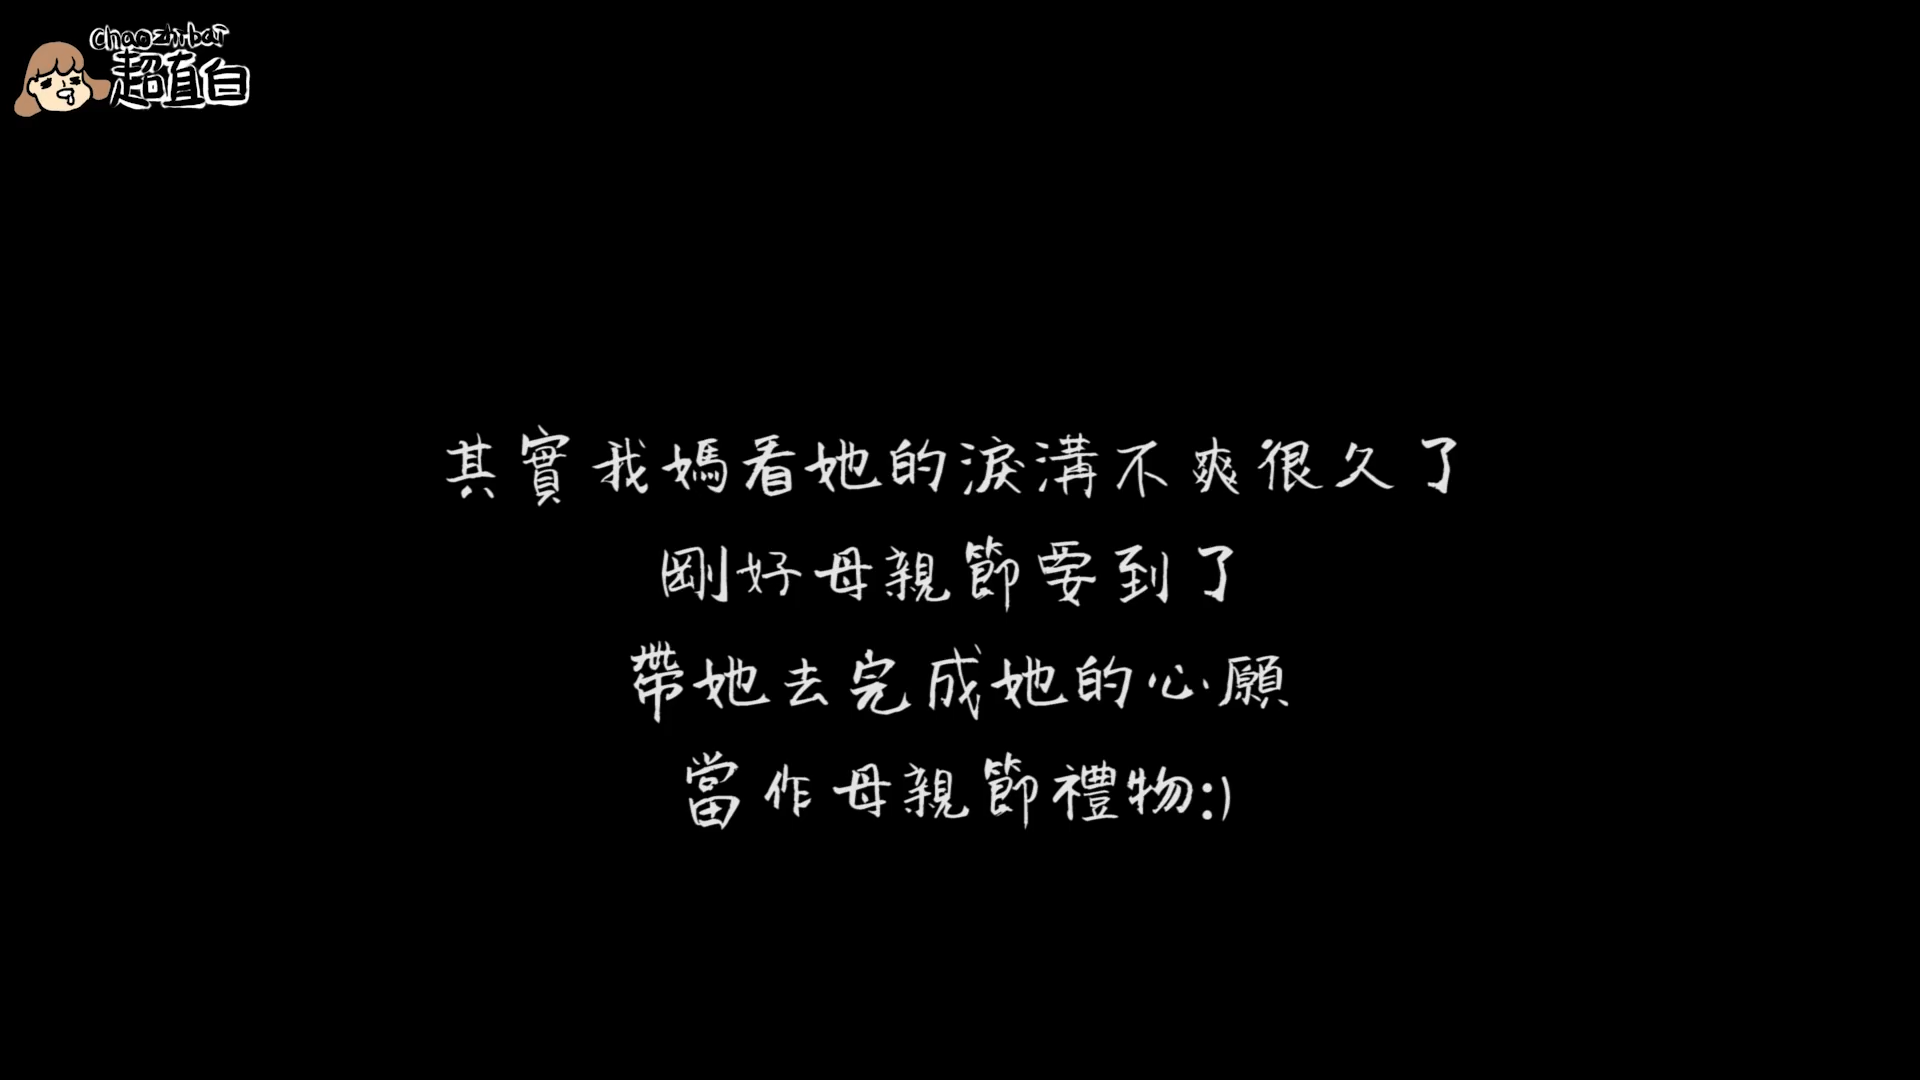 chaozhibai
超直白
其實我媽看她的淚溝不爽很久了
剛好母親節要到了
帶她去完成她的心願
當作母親節禮物:)